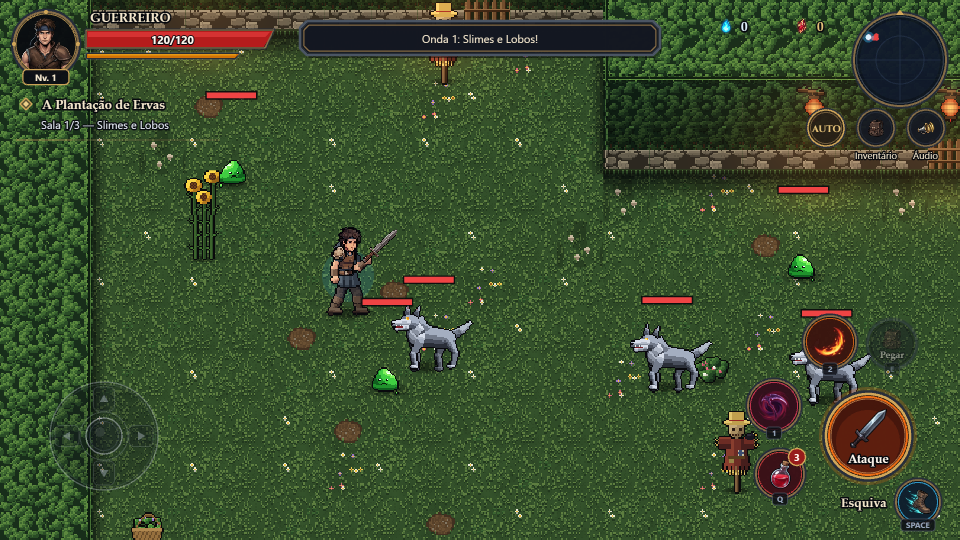 GUERREIRO
120/120
Nv. 1
Onda 1: Slimes e Lobos!
0
0
A Plantação de Ervas
Sala 1/3 — Slimes e Lobos
AUTO
Inventário
Áudio
2
Pegar
1
Ataque
3
Q
Esquiva
SPACE